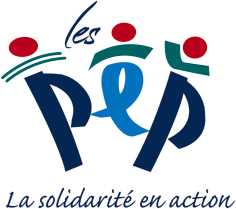 les
pep
La solidarité en action